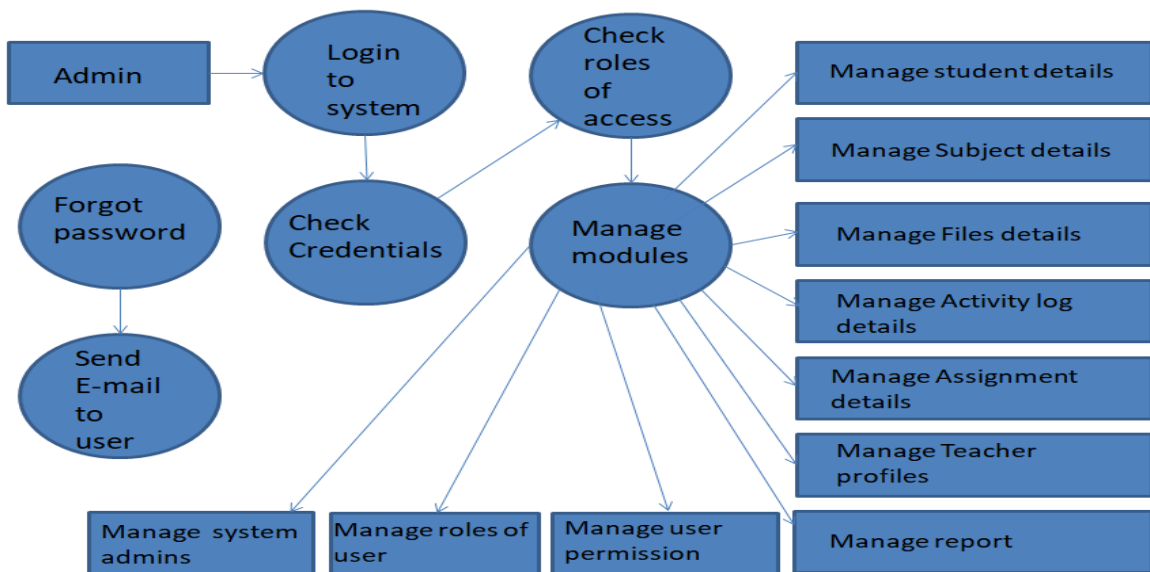 Admin
Login
to
system
Check
roles
of
access
Manage student details
Manage Subject details
Forgot
password
Check
Credentials
Manage
modules
Manage Files details
Manage Activity log
details
Send
E-mail
to
user
Manage Assignment
details
Manage Teacher
profiles
Manage system
admins
Manage roles of
user
Manage user
permission
Manage report